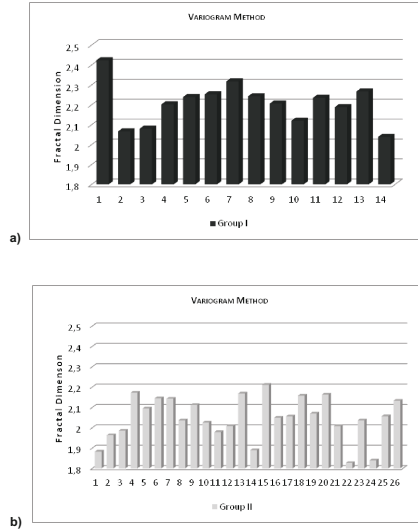 VARIOGRAM METHOD
Fractal Dimension
2,5
2,4
2,3
2,2
2,1
2
1,9
1,8
1 2 3 4 5 6 7 8 9 10 11 12 13 14
Group I
a)
VARIOGRAM METHOD
Fractal Dimenson
2,5
2,4
2,3
2,2
2,1
2
1,9
1,8
1 2 3 4 5 6 7 8 9 10 11 12 13 14 15 16 17 18 19 20 21 22 23 24 25 26
Group II
b)